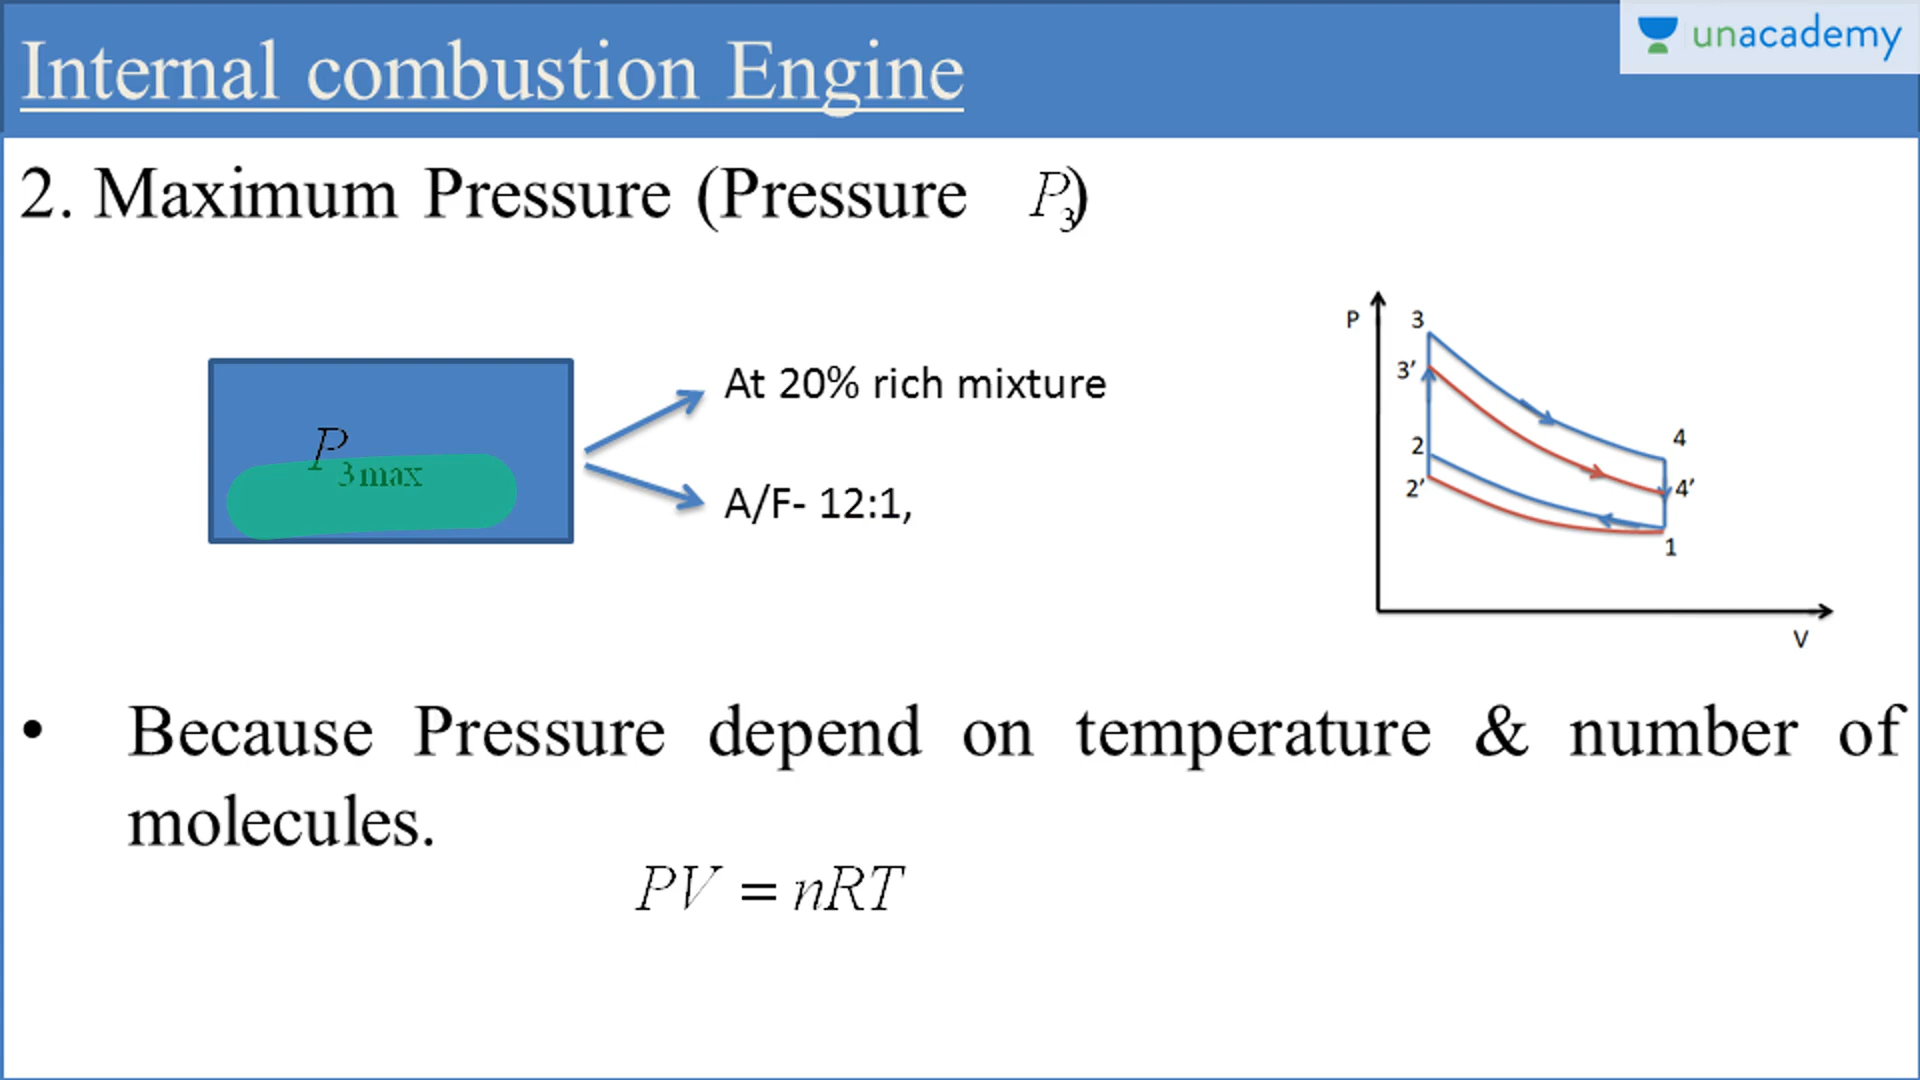 unacademy
Internal combustion Engine
2. Maximum Pressure (Pressure P₃)
P₃max
At 20% rich mixture
A/F- 12:1,
P
3
3′
2
2′
4
4′
1
V
• Because Pressure depend on temperature & number of
molecules.
PV = nRT